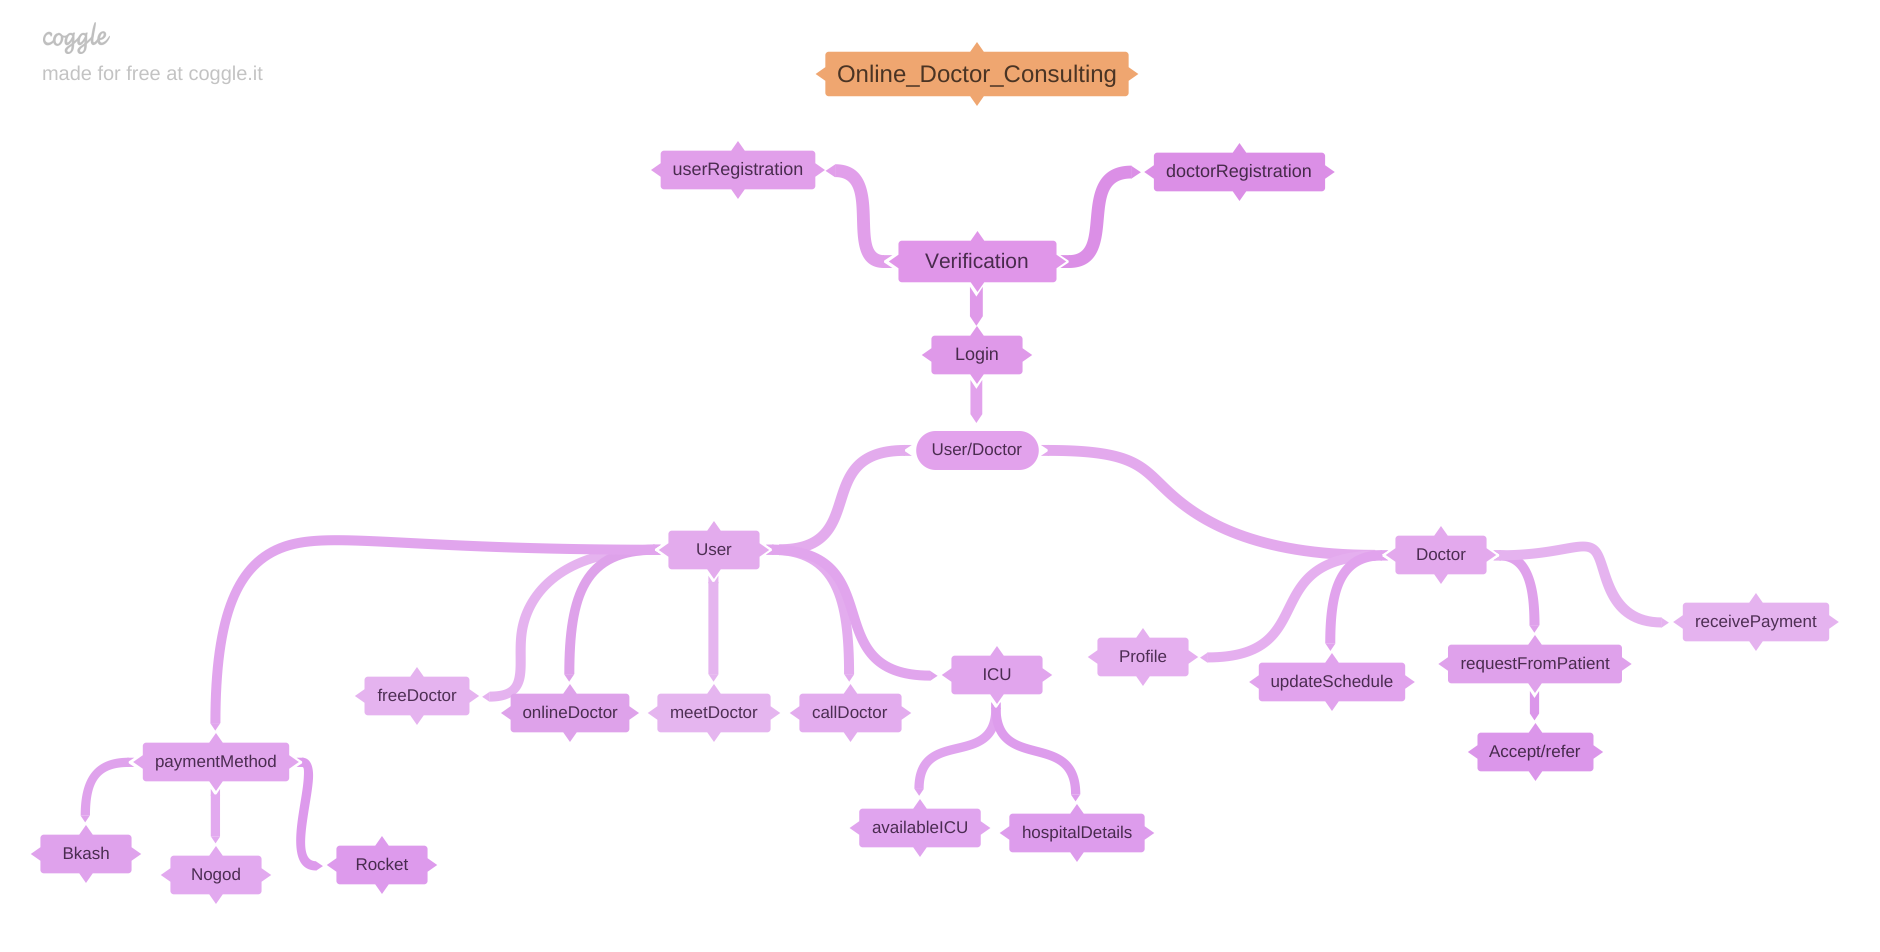 coggle
made for free at coggle.it
Online_Doctor_Consulting
userRegistration
doctorRegistration
Verification
Login
User/Doctor
User
Doctor
receivePayment
Profile
requestFromPatient
ICU
updateSchedule
freeDoctor
onlineDoctor
meetDoctor
callDoctor
Accept/refer
paymentMethod
availableICU
hospitalDetails
Bkash
Rocket
Nogod